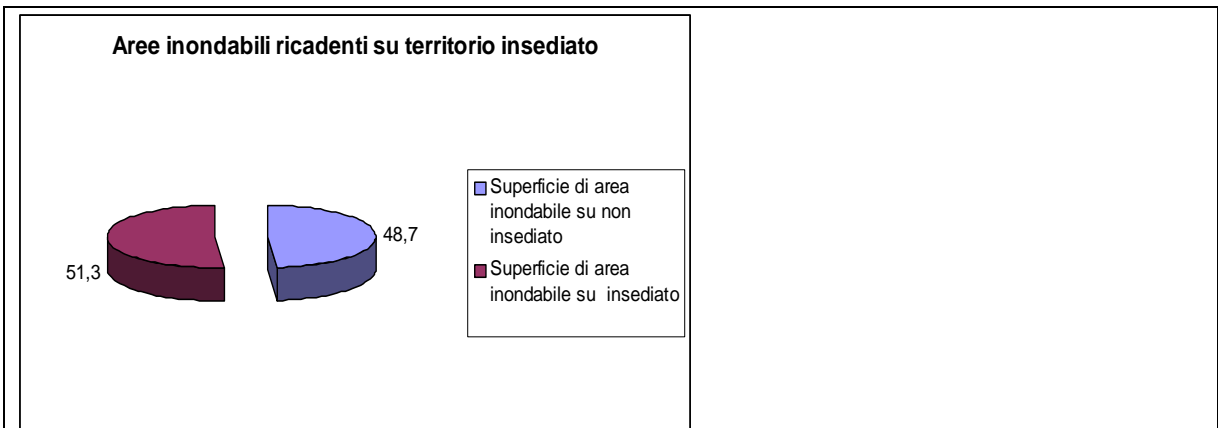 Aree inondabili ricadenti su territorio insediato
48,7
51,3
Superficie di area
inondabile su non
insediato
Superficie di area
inondabile su insediato